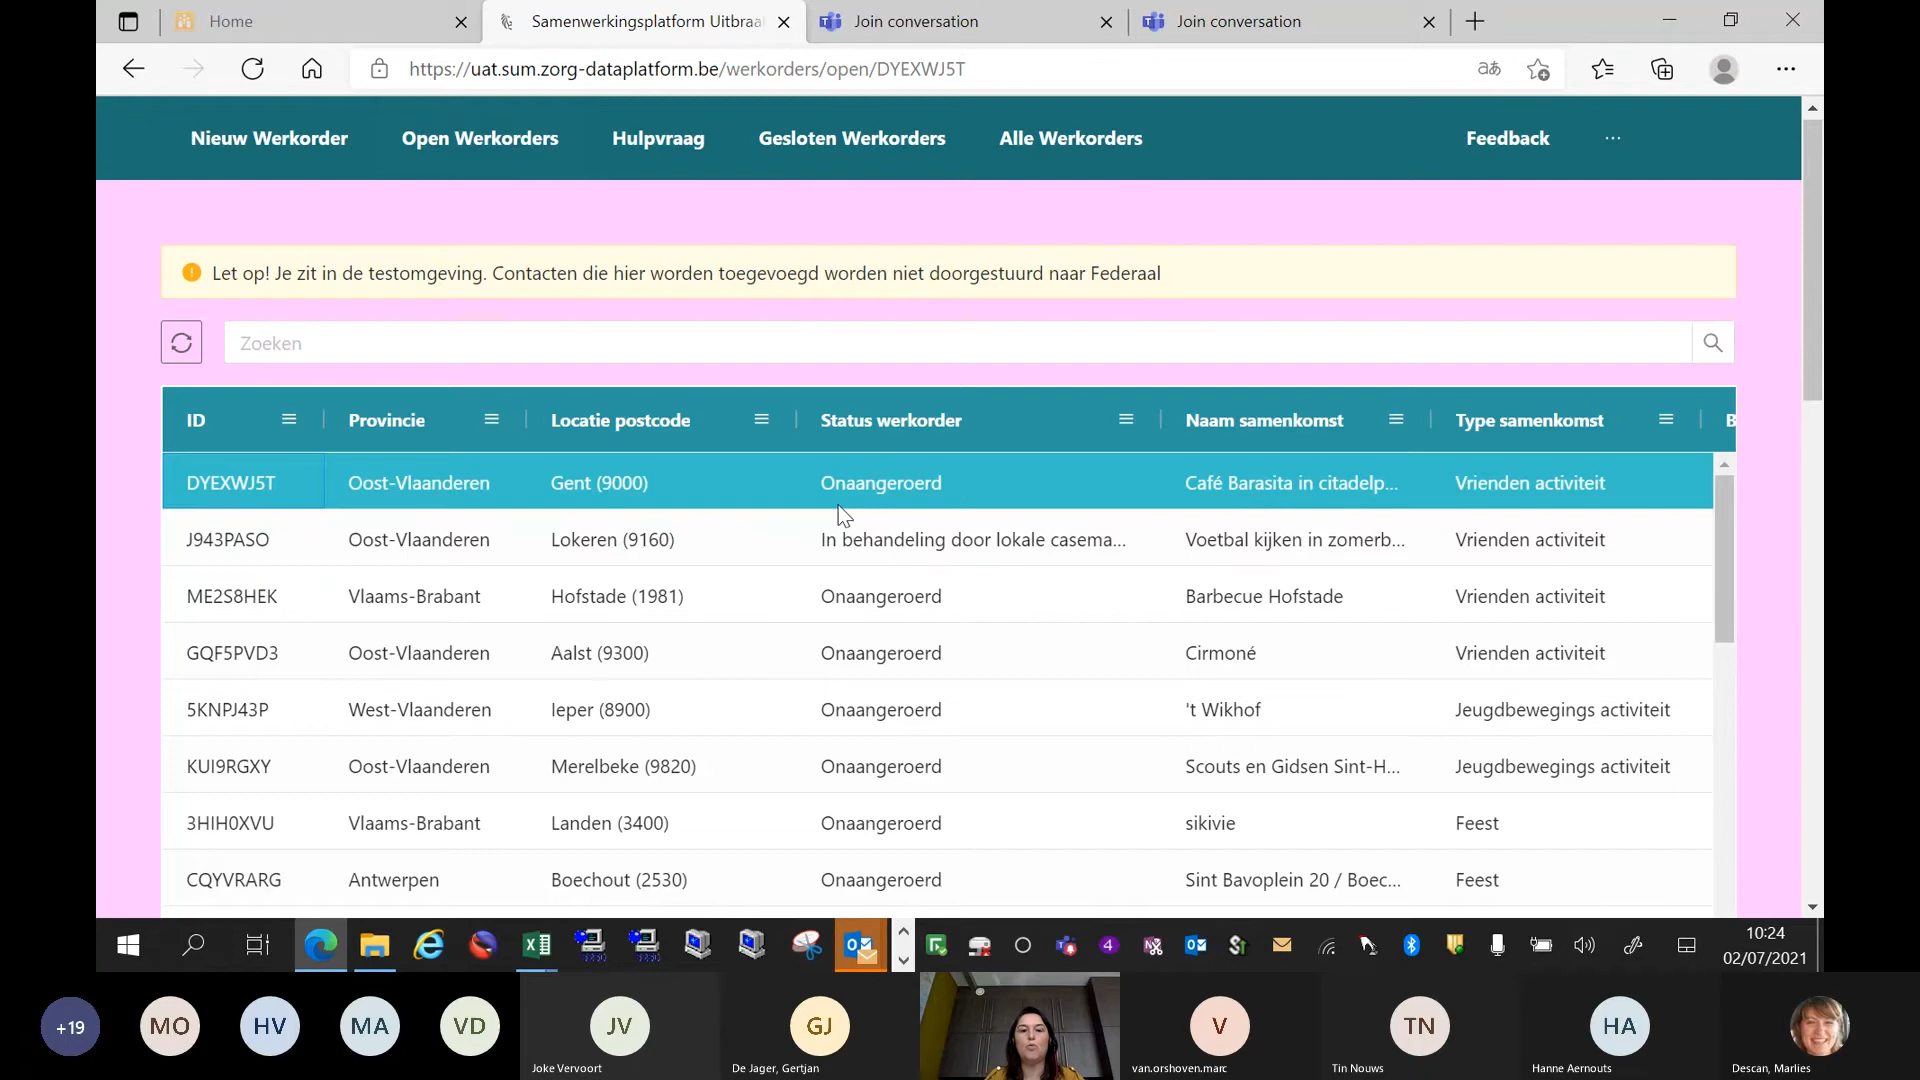 Home
Samenwerkingsplatform Uitbraa
Join conversation
Join conversation
https://uat.sum.zorg-dataplatform.be/werkorders/open/DYEXWJ5T
aあ
Nieuw Werkorder Open Werkorders Hulpvraag Gesloten Werkorders Alle Werkorders Feedback ...
Let op! Je zit in de testomgeving. Contacten die hier worden toegevoegd worden niet doorgestuurd naar Federaal
Zoeken
ID Provincie Locatie postcode Status werkorder Naam samenkomst Type samenkomst B
DYEXWJ5T Oost-Vlaanderen Gent (9000) Onaangeroerd Café Barasita in citadelp... Vrienden activiteit
J943PASO Oost-Vlaanderen Lokeren (9160) In behandeling door lokale casema... Voetbal kijken in zomerb... Vrienden activiteit
ME2S8HEK Vlaams-Brabant Hofstade (1981) Onaangeroerd Barbecue Hofstade Vrienden activiteit
GQF5PVD3 Oost-Vlaanderen Aalst (9300) Onaangeroerd Cirmoné Vrienden activiteit
5KNPJ43P West-Vlaanderen Ieper (8900) Onaangeroerd 't Wikhof Jeugdbewegings activiteit
KUI9RGXY Oost-Vlaanderen Merelbeke (9820) Onaangeroerd Scouts en Gidsen Sint-H... Jeugdbewegings activiteit
3HIH0XVU Vlaams-Brabant Landen (3400) Onaangeroerd sikivie Feest
CQYVRARG Antwerpen Boechout (2530) Onaangeroerd Sint Bavoplein 20 / Boec... Feest
10:24
02/07/2021
+19 MO HV MA VD JV GJ V TN HA
Joke Vervoort De Jager, Gertjan van.orshoven.marc Tin Nouws Hanne Aernouts Descan, Marlies